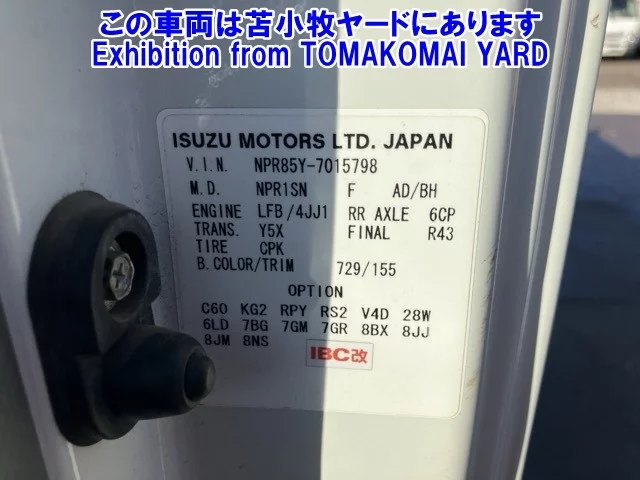 この車両は苫小牧ヤードにあります
Exhibition from TOMAKOMAI YARD
ISUZU MOTORS LTD. JAPAN
V.I.N. NPR85Y-7015798
M.D. NPR1SN F AD/BH
ENGINE LFB/4JJ1 RR AXLE 6CP
TRANS. Y5X FINAL R43
TIRE CPK
B.COLOR/TRIM 729/155
OPTION
C60 KG2 RPY RS2 V4D 28W
6LD 7BG 7GM 7GR 8BX 8JJ
8JM 8NS
IBC改